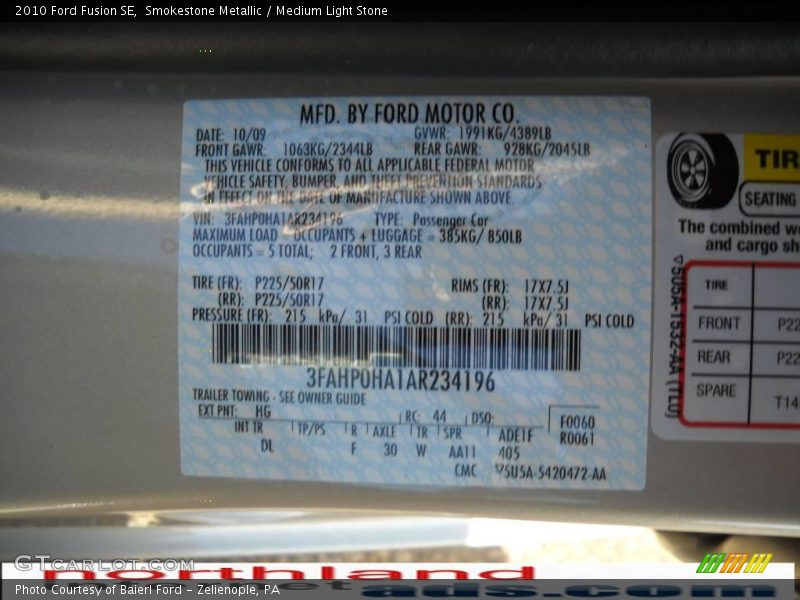 2010 Ford Fusion SE, Smokestone Metallic / Medium Light Stone
MFD. BY FORD MOTOR CO.
DATE: 10/09 GVWR: 1991KG/4389LB
FRONT GAWR: 1063KG/2344LB REAR GAWR: 928KG/2045LB
THIS VEHICLE CONFORMS TO ALL APPLICABLE FEDERAL MOTOR
VEHICLE SAFETY, BUMPER, AND THEFT PREVENTION STANDARDS
IN EFFECT ON THE DATE OF MANUFACTURE SHOWN ABOVE.
VIN: 3FAHP0HA1AR234196 TYPE: Passenger Car
MAXIMUM LOAD = OCCUPANTS + LUGGAGE = 385KG/ 850LB
OCCUPANTS = 5 TOTAL; 2 FRONT, 3 REAR
TIRE (FR): P225/50R17 RIMS (FR): 17X7.5J
(RR): P225/50R17 (RR): 17X7.5J
PRESSURE (FR): 215 kPa/ 31 PSI COLD (RR): 215 kPa/ 31 PSI COLD
3FAHP0HA1AR234196
TRAILER TOWING - SEE OWNER GUIDE
EXT PNT: HG RC: 44 DSO: F0060
INT TR TP/PS R AXLE TR SPR ADE1F R0061
DL F 30 W AA11 405
CMC ▽5U5A-5420472-AA
TIR
SEATING
The combined
and cargo sh
▽5U5A-1532-AA (TLU)
TIRE
FRONT P22
REAR P22
SPARE T14
GTCarLot.com
northland
Photo Courtesy of Baierl Ford - Zelienople, PA